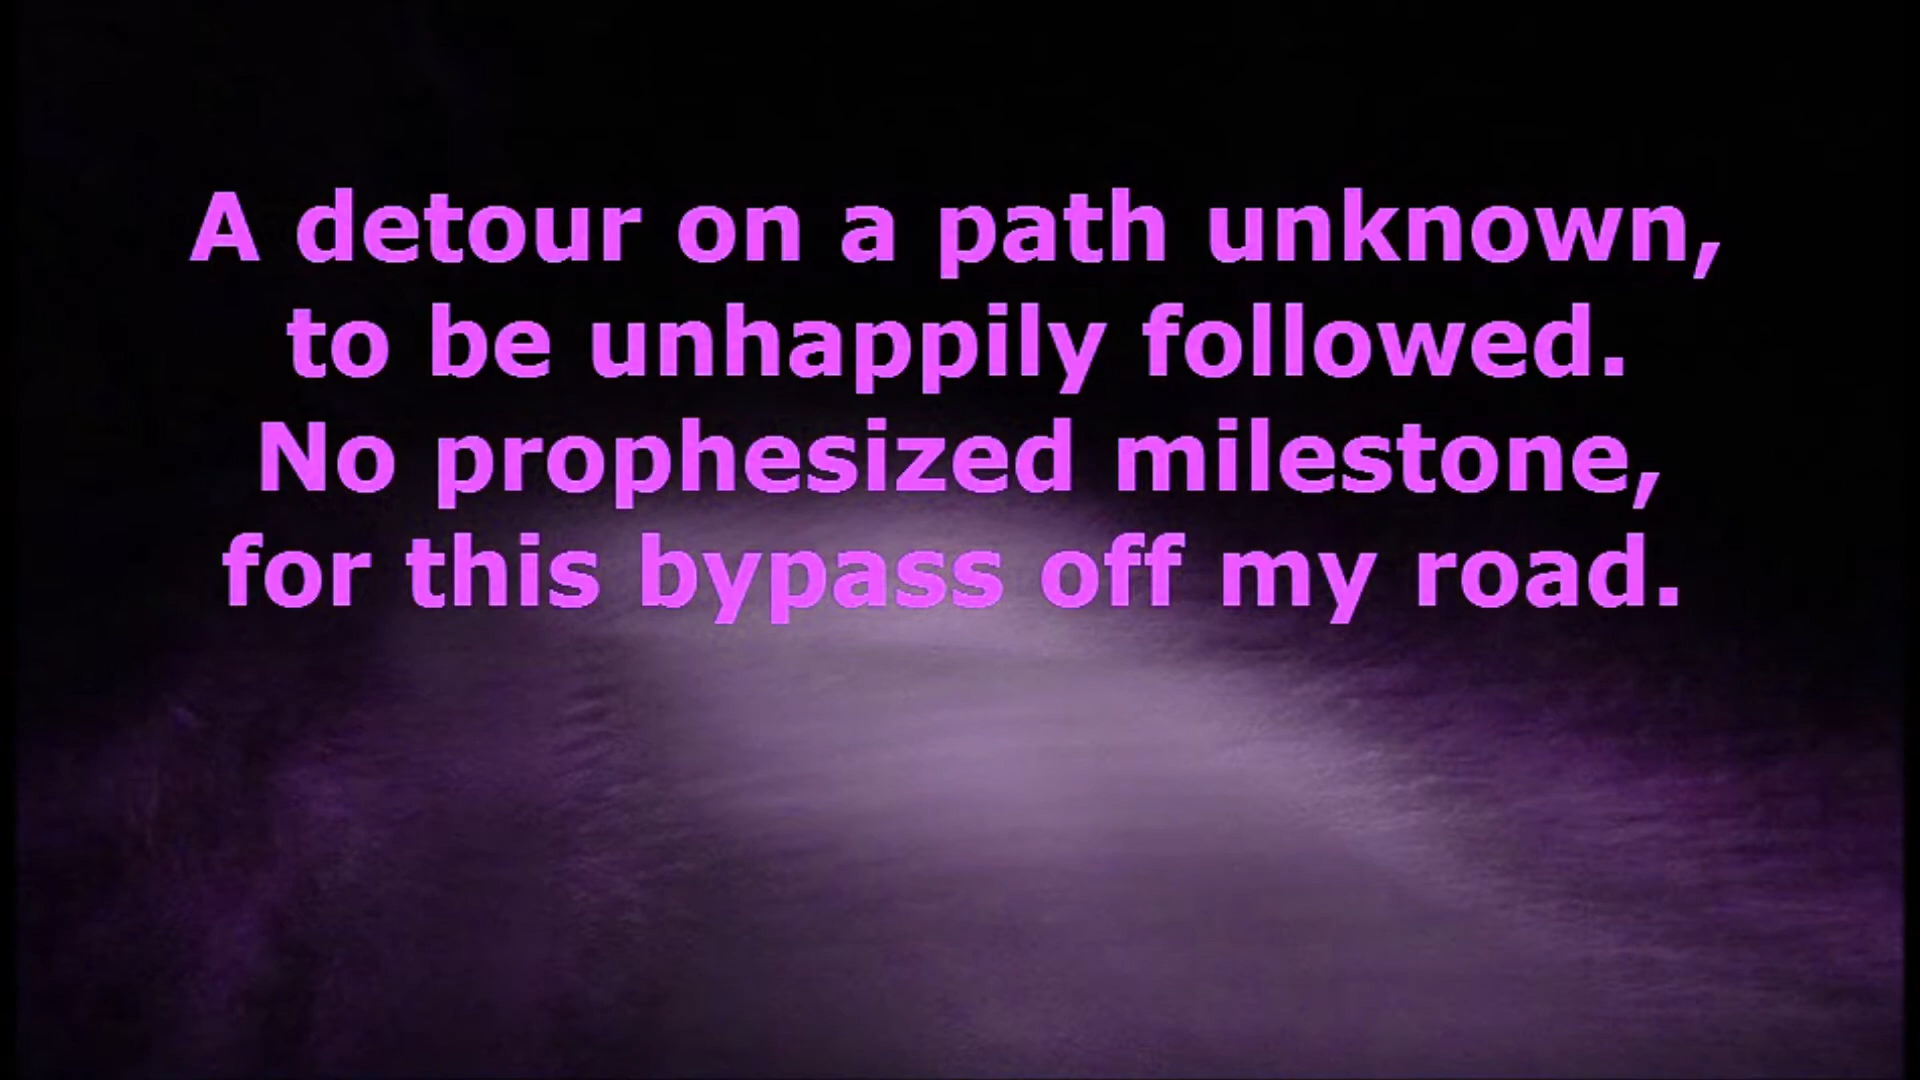 A detour on a path unknown,
to be unhappily followed.
No prophesized milestone,
for this bypass off my road.